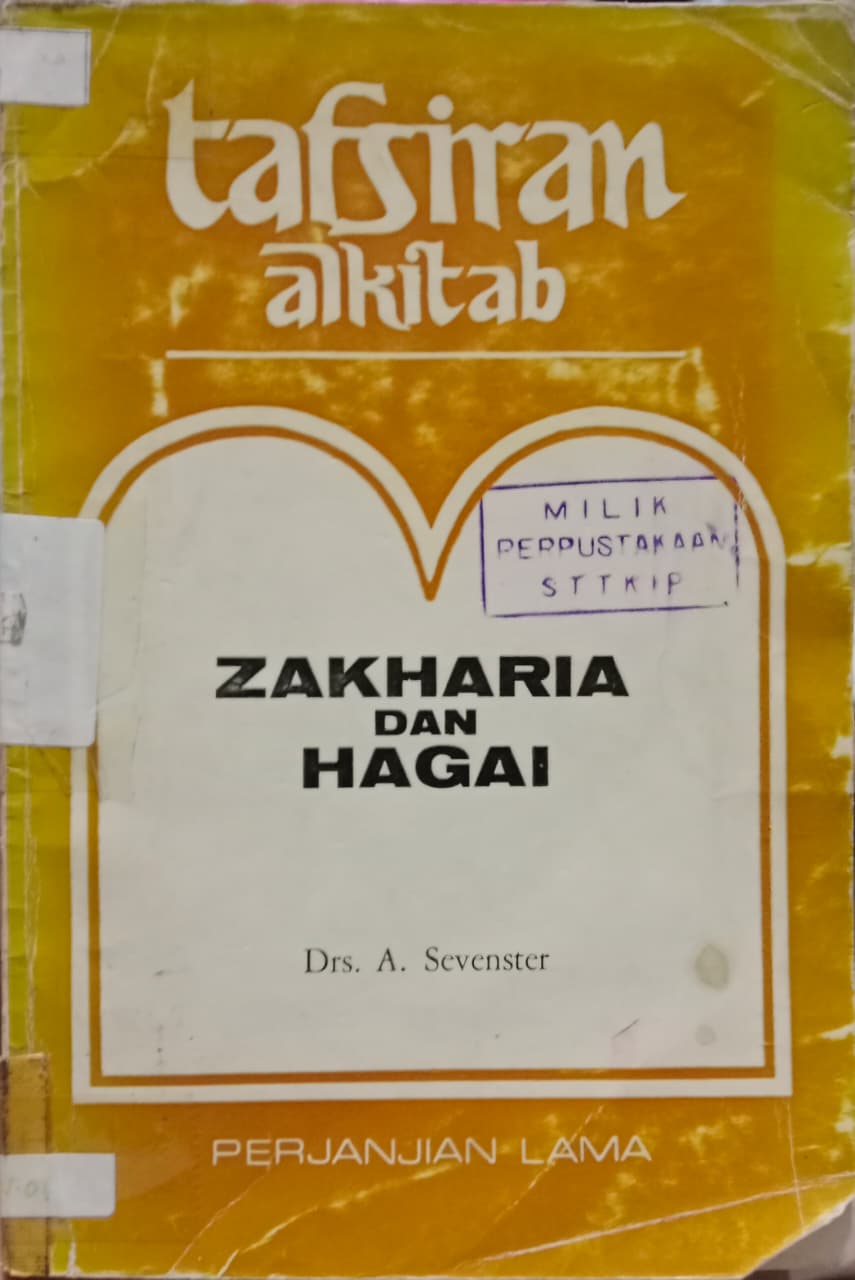 tafsiran
alkitab
MILIK
PERPUSTAKAAN
STTKIP
ZAKHARIA
DAN
HAGAI
Drs. A. Sevenster
PERJANJIAN LAMA